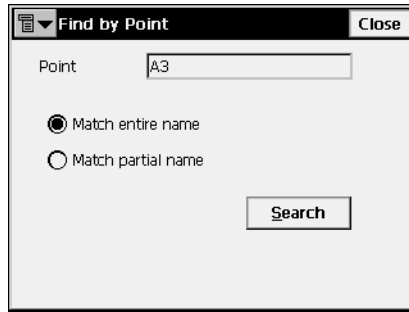 Find by Point
Close
Point A3
Match entire name
Match partial name
Search